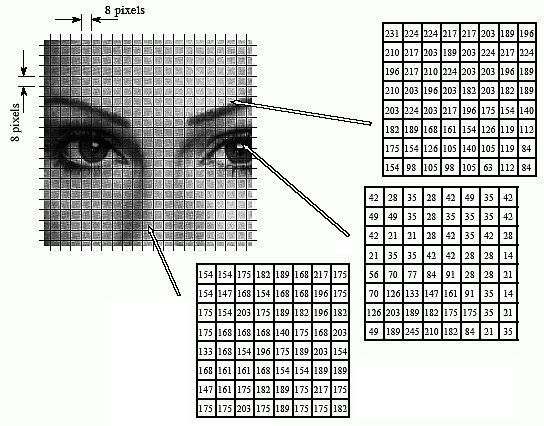 8 pixels
8 pixels
231 224 224 217 217 203 189 196
210 217 203 189 203 224 217 224
196 217 210 224 203 203 196 189
210 203 196 203 182 203 182 189
203 224 203 217 196 175 154 140
182 189 168 161 154 126 119 112
175 154 126 105 140 105 119 84
154 98 105 98 105 63 112 84
42 28 35 28 42 49 35 42
49 49 35 28 35 35 35 42
42 21 21 28 42 35 42 28
21 35 35 42 42 28 28 14
56 70 77 84 91 28 28 21
70 126 133 147 161 91 35 14
126 203 189 182 175 175 35 21
49 189 245 210 182 84 21 35
154 154 175 182 189 168 217 175
154 147 168 154 168 168 196 175
175 154 203 175 189 182 196 182
175 168 168 168 140 175 168 203
133 168 154 196 175 189 203 154
168 161 161 168 154 154 189 189
147 161 175 182 189 175 217 175
175 175 203 175 189 175 175 182